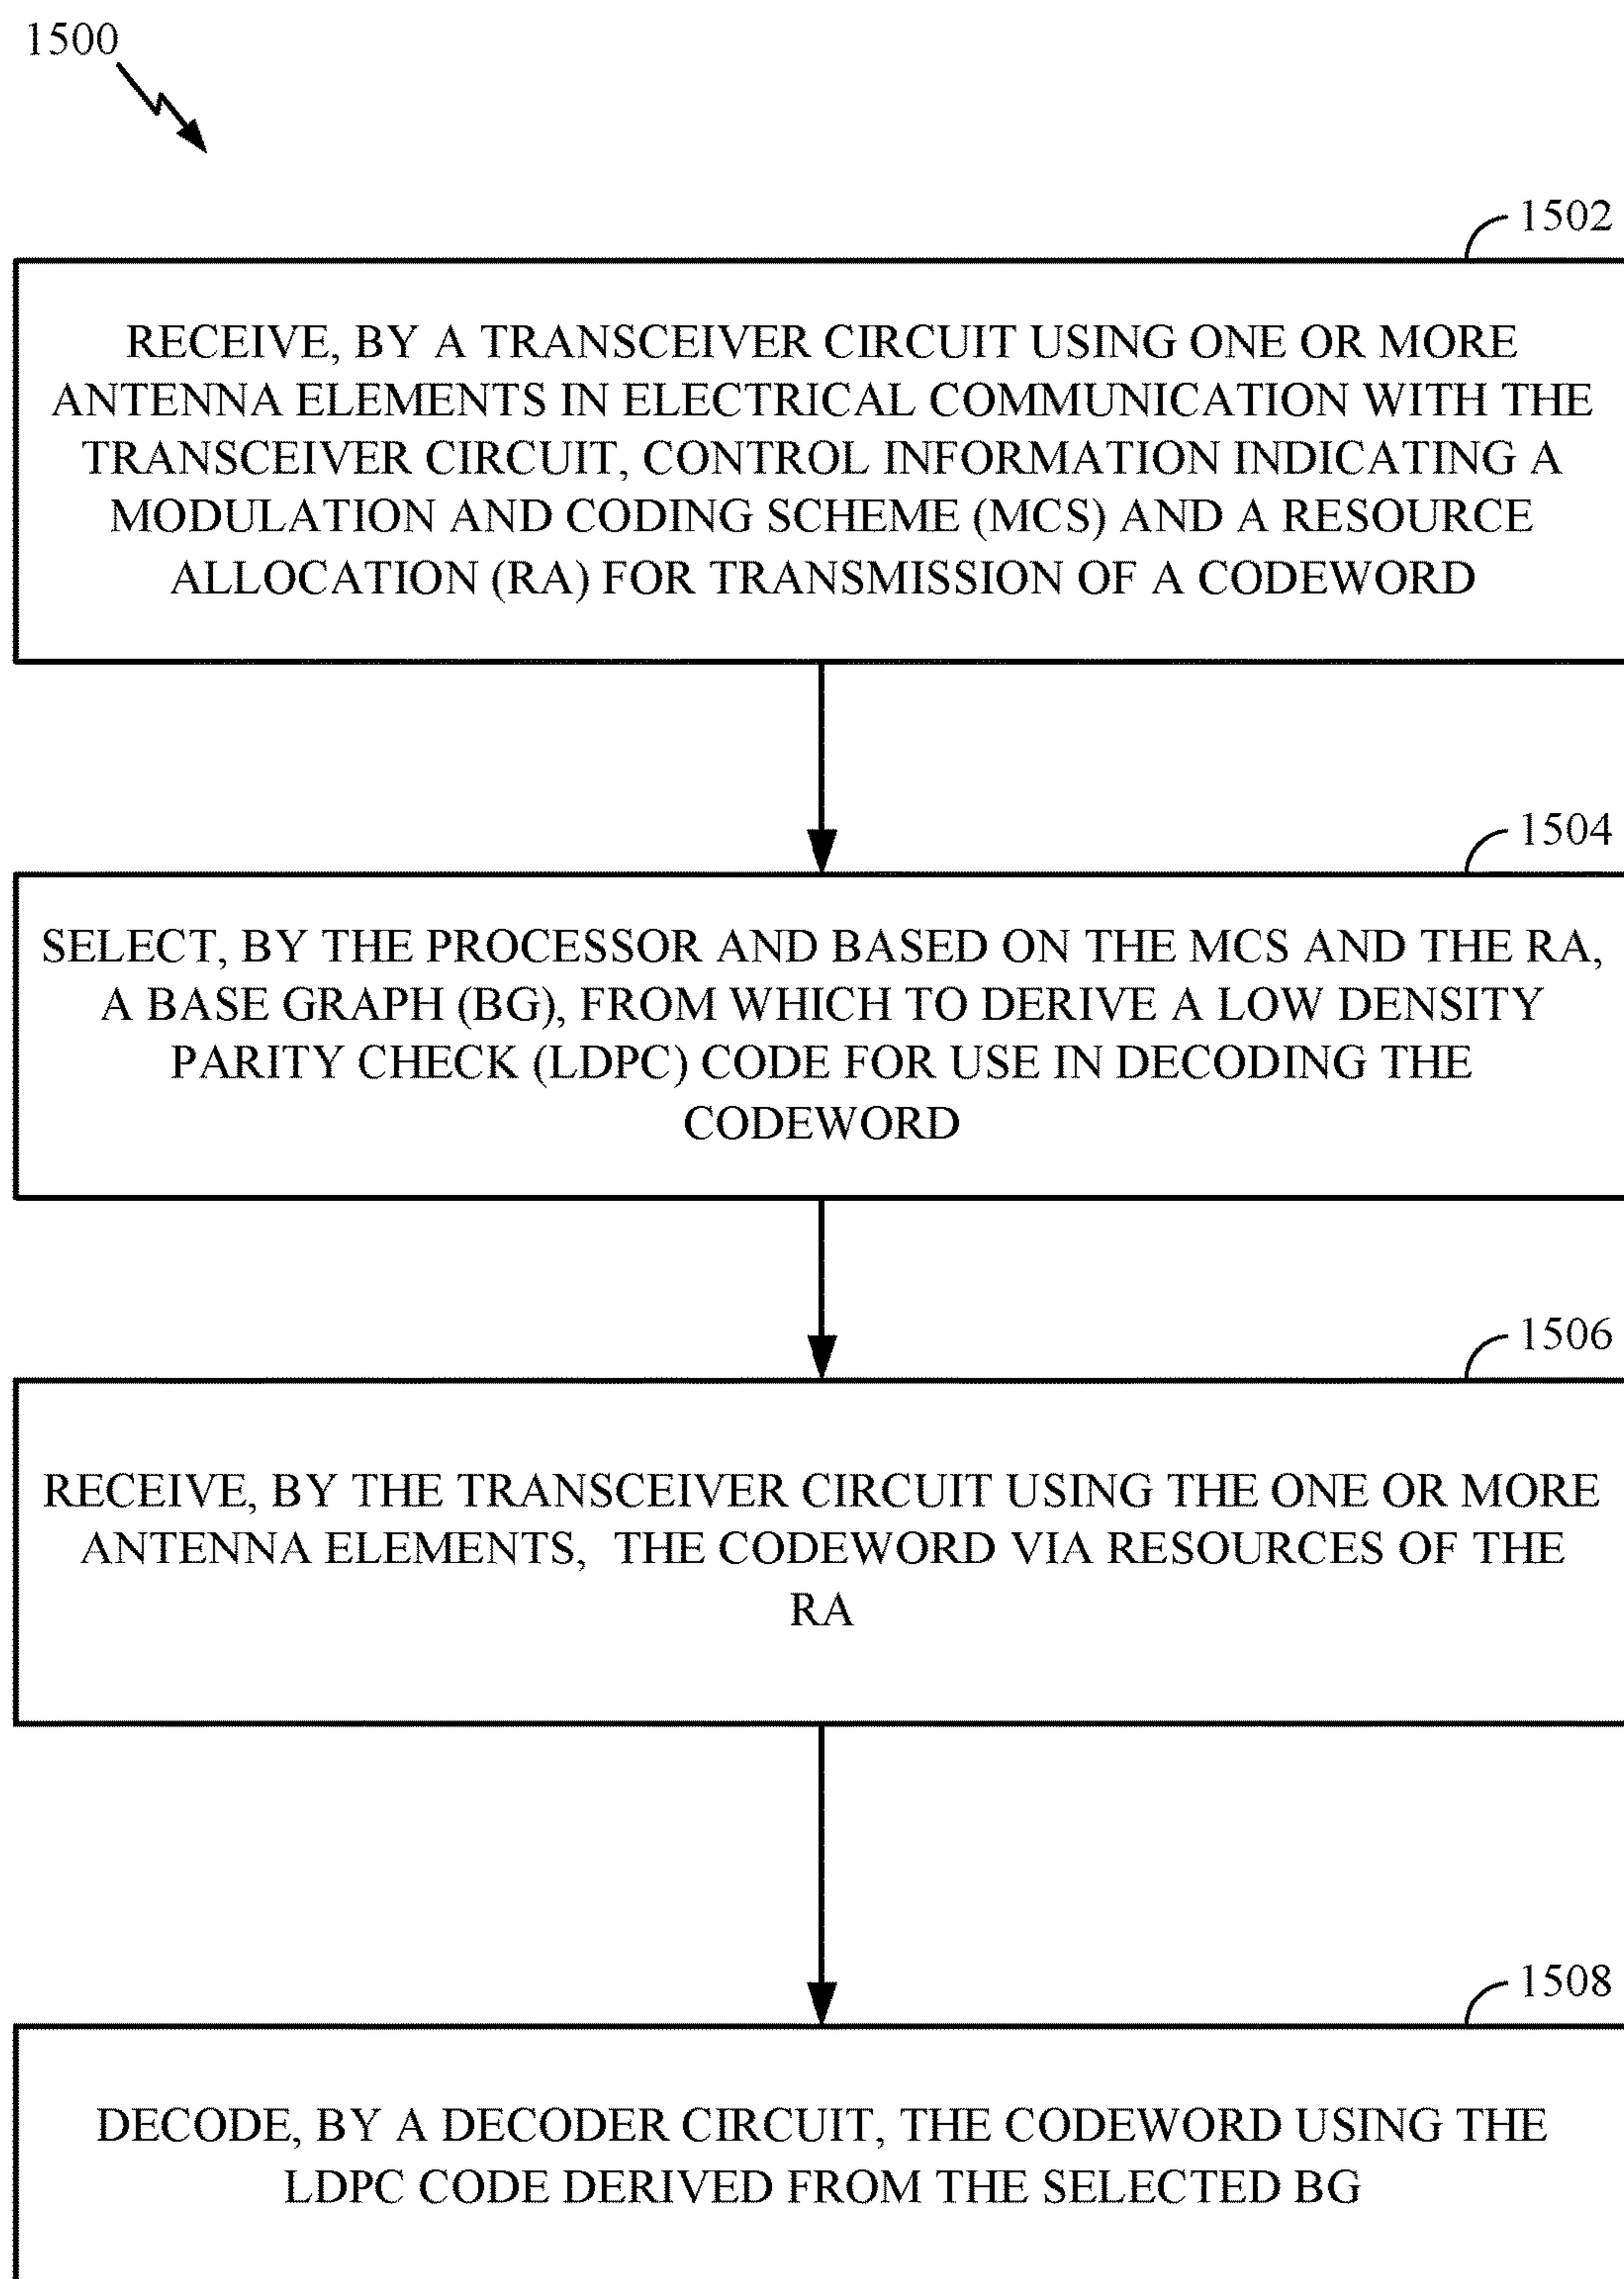 1500
1502
RECEIVE, BY A TRANSCEIVER CIRCUIT USING ONE OR MORE
ANTENNA ELEMENTS IN ELECTRICAL COMMUNICATION WITH THE
TRANSCEIVER CIRCUIT, CONTROL INFORMATION INDICATING A
MODULATION AND CODING SCHEME (MCS) AND A RESOURCE
ALLOCATION (RA) FOR TRANSMISSION OF A CODEWORD
1504
SELECT, BY THE PROCESSOR AND BASED ON THE MCS AND THE RA,
A BASE GRAPH (BG), FROM WHICH TO DERIVE A LOW DENSITY
PARITY CHECK (LDPC) CODE FOR USE IN DECODING THE
CODEWORD
1506
RECEIVE, BY THE TRANSCEIVER CIRCUIT USING THE ONE OR MORE
ANTENNA ELEMENTS, THE CODEWORD VIA RESOURCES OF THE
RA
1508
DECODE, BY A DECODER CIRCUIT, THE CODEWORD USING THE
LDPC CODE DERIVED FROM THE SELECTED BG